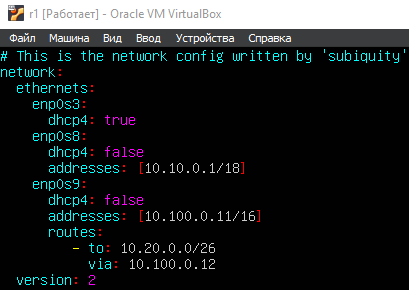 r1 [Работает] - Oracle VM VirtualBox
Файл Машина Вид Ввод Устройства Справка
# This is the network config written by 'subiquity'
network:
  ethernets:
    enp0s3:
      dhcp4: true
    enp0s8:
      dhcp4: false
      addresses: [10.10.0.1/18]
    enp0s9:
      dhcp4: false
      addresses: [10.100.0.11/16]
      routes:
         - to: 10.20.0.0/26
           via: 10.100.0.12
  version: 2